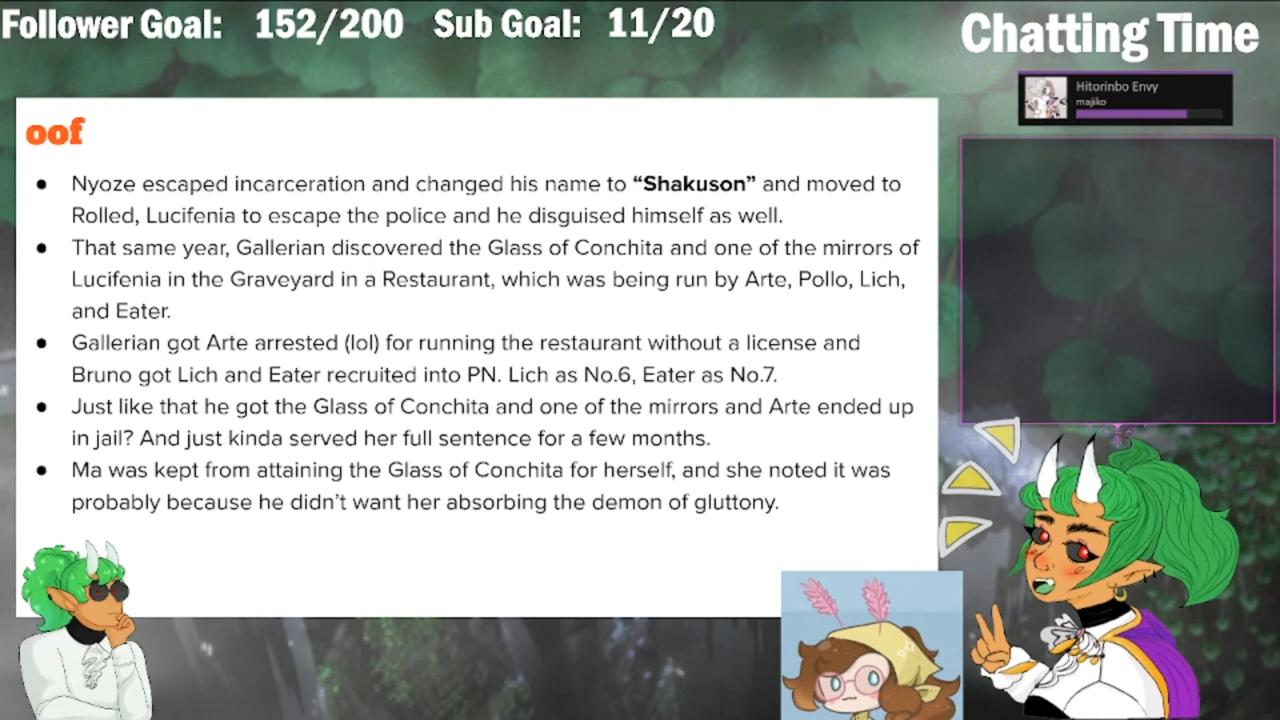 Follower Goal: 152/200 Sub Goal: 11/20
Chatting Time
Hitorinbo Envy
majiko
oof
● Nyoze escaped incarceration and changed his name to “Shakuson” and moved to
Rolled, Lucifenia to escape the police and he disguised himself as well.
● That same year, Gallerian discovered the Glass of Conchita and one of the mirrors of
Lucifenia in the Graveyard in a Restaurant, which was being run by Arte, Pollo, Lich,
and Eater.
● Gallerian got Arte arrested (lol) for running the restaurant without a license and
Bruno got Lich and Eater recruited into PN. Lich as No.6, Eater as No.7.
● Just like that he got the Glass of Conchita and one of the mirrors and Arte ended up
in jail? And just kinda served her full sentence for a few months.
● Ma was kept from attaining the Glass of Conchita for herself, and she noted it was
probably because he didn’t want her absorbing the demon of gluttony.